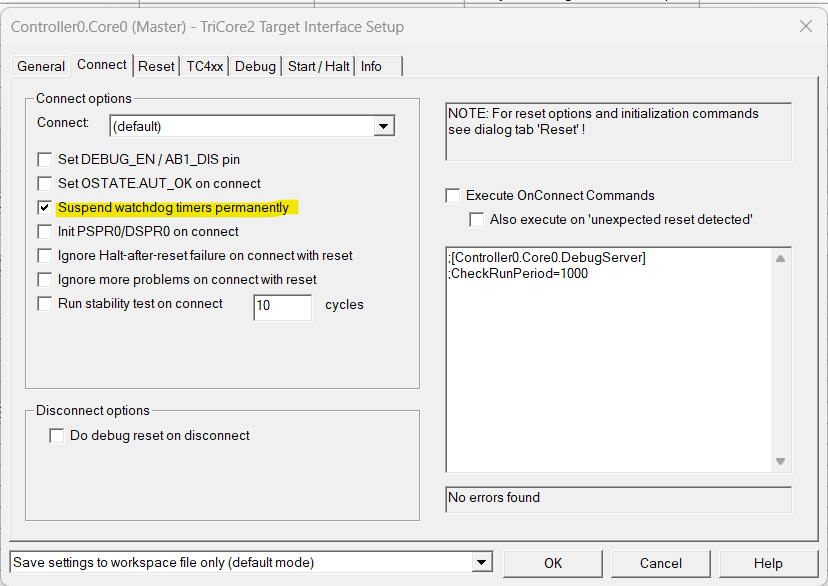 Controller0.Core0 (Master) - TriCore2 Target Interface Setup
General Connect Reset TC4xx Debug Start / Halt Info
Connect options
Connect: (default)
Set DEBUG_EN / AB1_DIS pin
Set OSTATE.AUT_OK on connect
Suspend watchdog timers permanently
Init PSPR0/DSPR0 on connect
Ignore Halt-after-reset failure on connect with reset
Ignore more problems on connect with reset
Run stability test on connect 10 cycles
Disconnect options
Do debug reset on disconnect
NOTE: For reset options and initialization commands
see dialog tab 'Reset' !
Execute OnConnect Commands
Also execute on 'unexpected reset detected'
;[Controller0.Core0.DebugServer]
;CheckRunPeriod=1000
No errors found
Save settings to workspace file only (default mode) OK Cancel Help